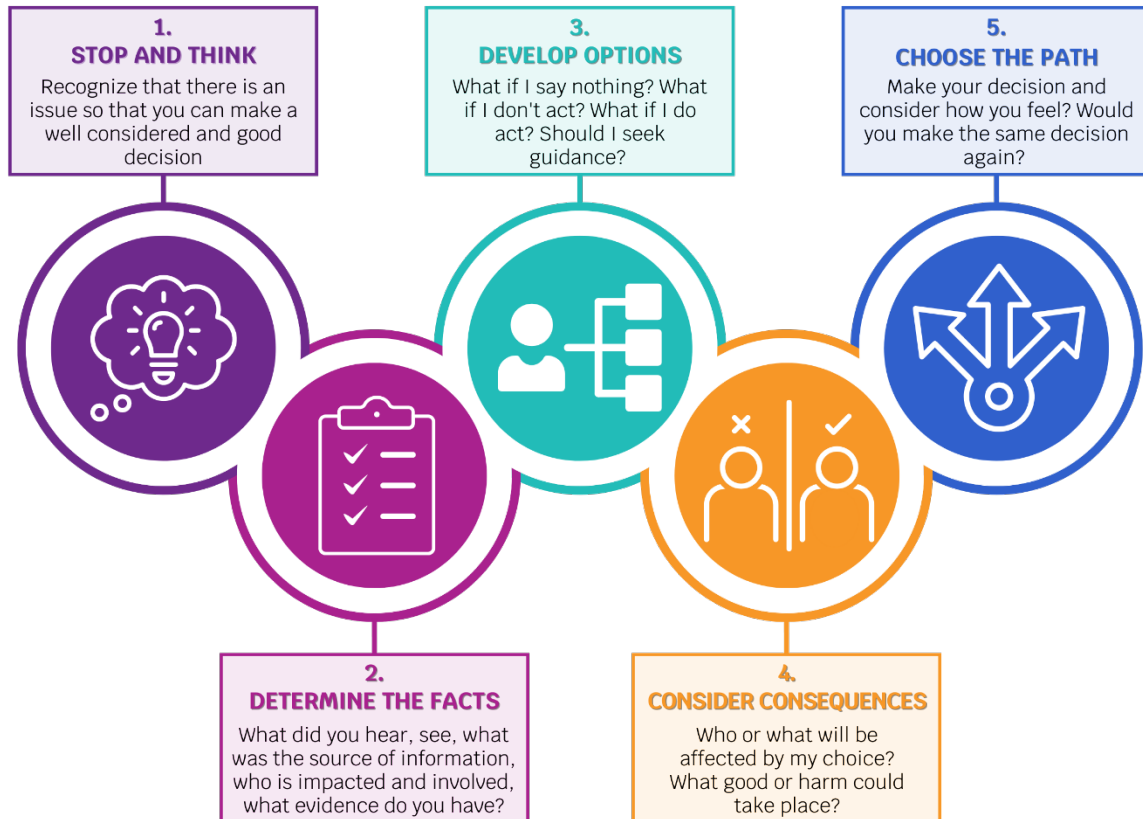 1.
STOP AND THINK
Recognize that there is an
issue so that you can make a
well considered and good
decision
2.
DETERMINE THE FACTS
What did you hear, see, what
was the source of information,
who is impacted and involved,
what evidence do you have?
3.
DEVELOP OPTIONS
What if I say nothing? What
if I don't act? What if I do
act? Should I seek
guidance?
4.
CONSIDER CONSEQUENCES
Who or what will be
affected by my choice?
What good or harm could
take place?
5.
CHOOSE THE PATH
Make your decision and
consider how you feel? Would
you make the same decision
again?